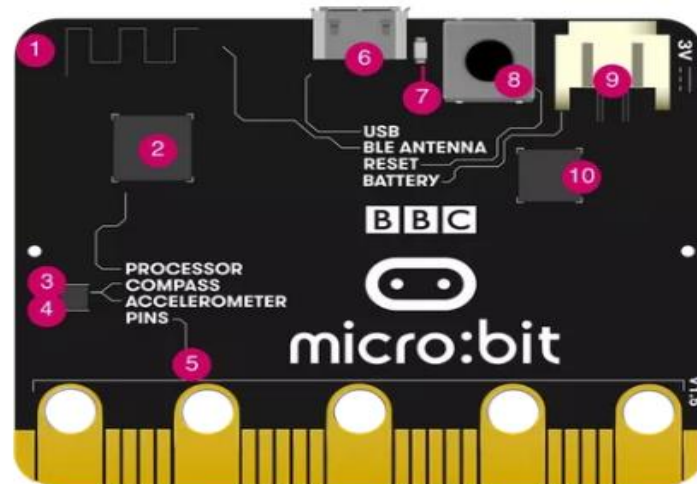 1
6
7
8
9
3V
2
USB
BLE ANTENNA
RESET
BATTERY
10
BBC
PROCESSOR
3
COMPASS
ACCELEROMETER
4
PINS
micro:bit
5
V1.5